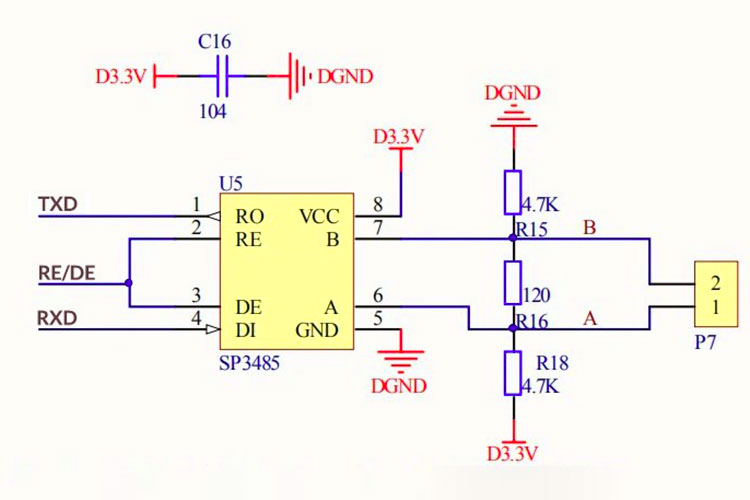 C16
D3.3V
DGND
104
DGND
D3.3V
U5
TXD
1
RO
VCC
8
4.7K
2
RE
B
7
R15
B
RE/DE
2
120
3
DE
A
6
1
RXD
4
DI
GND
5
R16
A
P7
SP3485
R18
DGND
4.7K
D3.3V